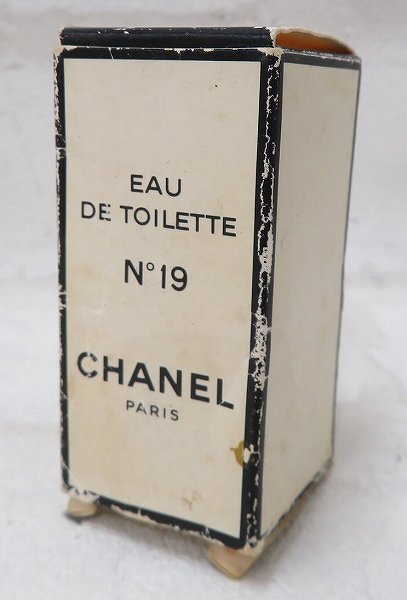 EAU
DE TOILETTE
N°19
CHANEL
PARIS